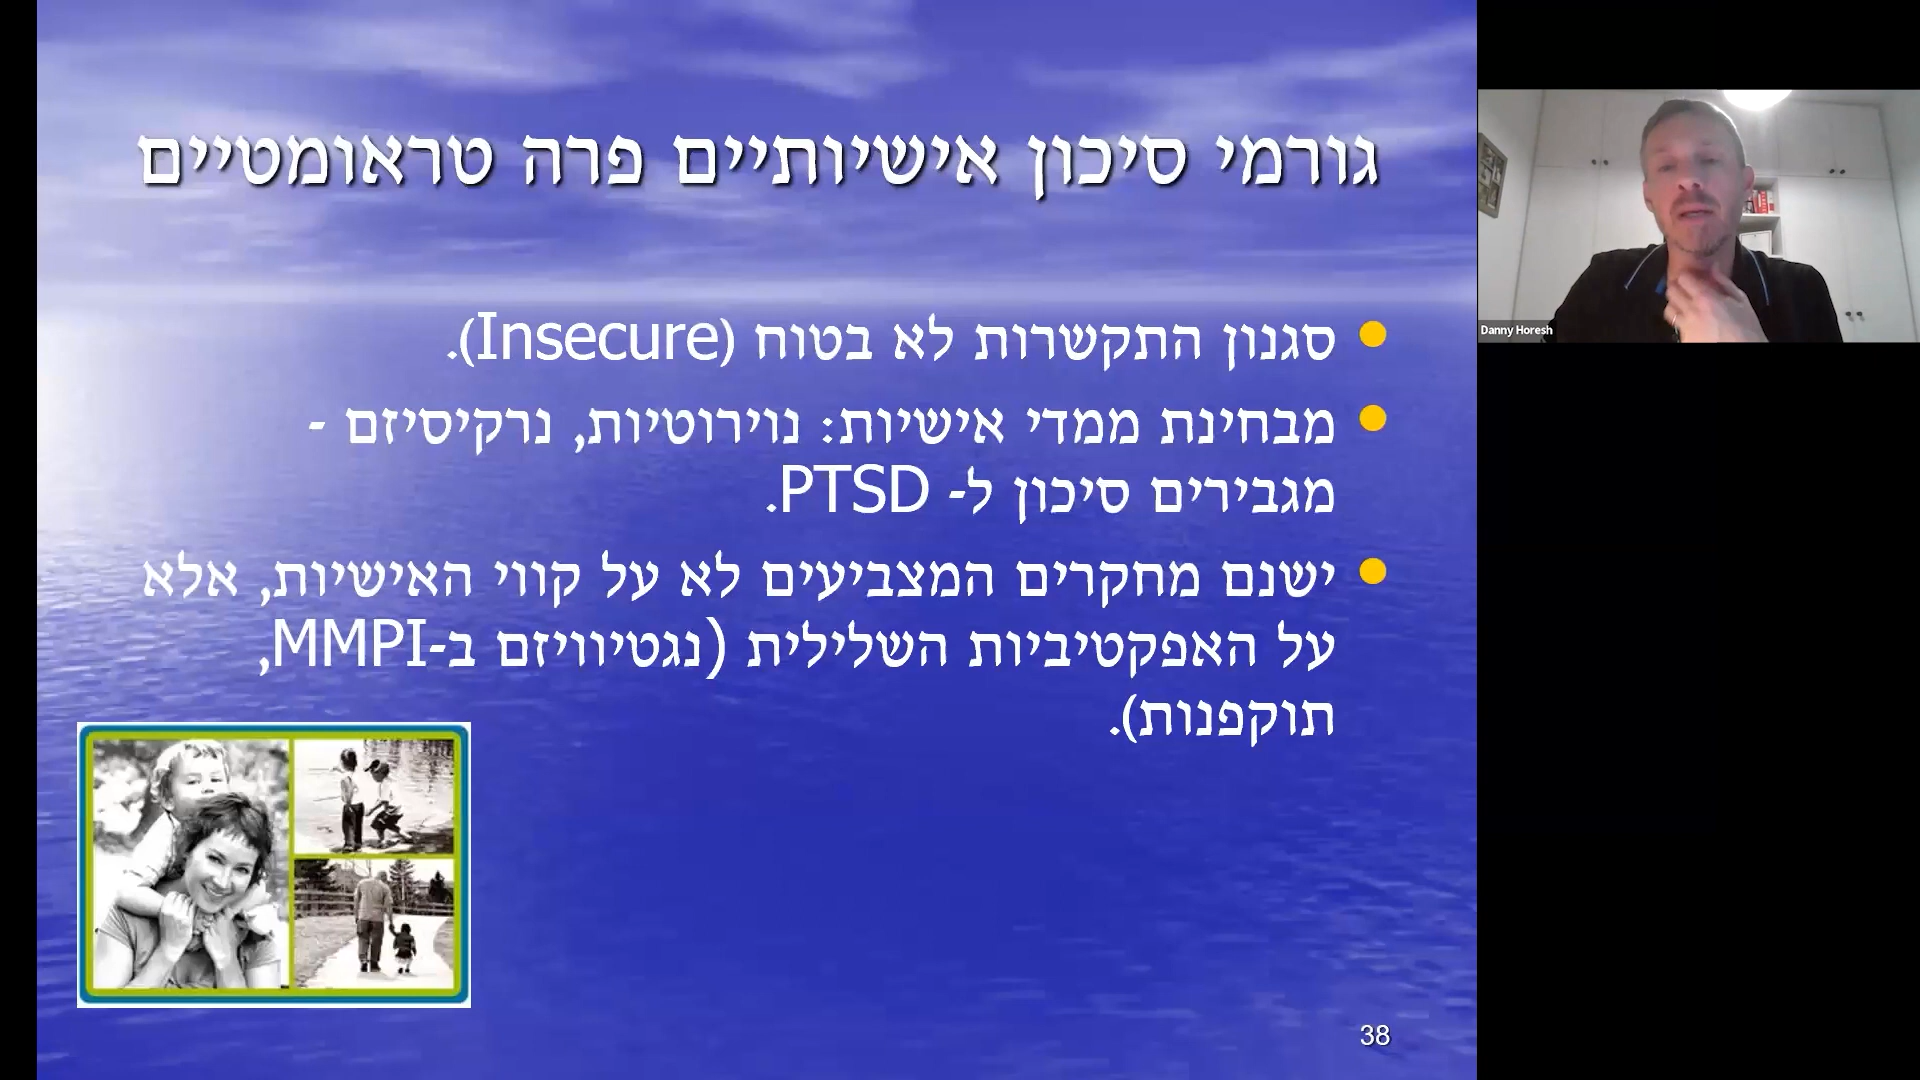 גורמי סיכון אישיותיים פרה טראומטיים
סגנון התקשרות לא בטוח (Insecure).
מבחינת ממדי אישיות: נוירוטיות, נרקיסיזם -
מגבירים סיכון ל- PTSD.
ישנם מחקרים המצביעים לא על קווי האישיות, אלא
על האפקטיביות השלילית (נגטיוויזם ב-MMPI,
תוקפנות).
38
Danny Horesh